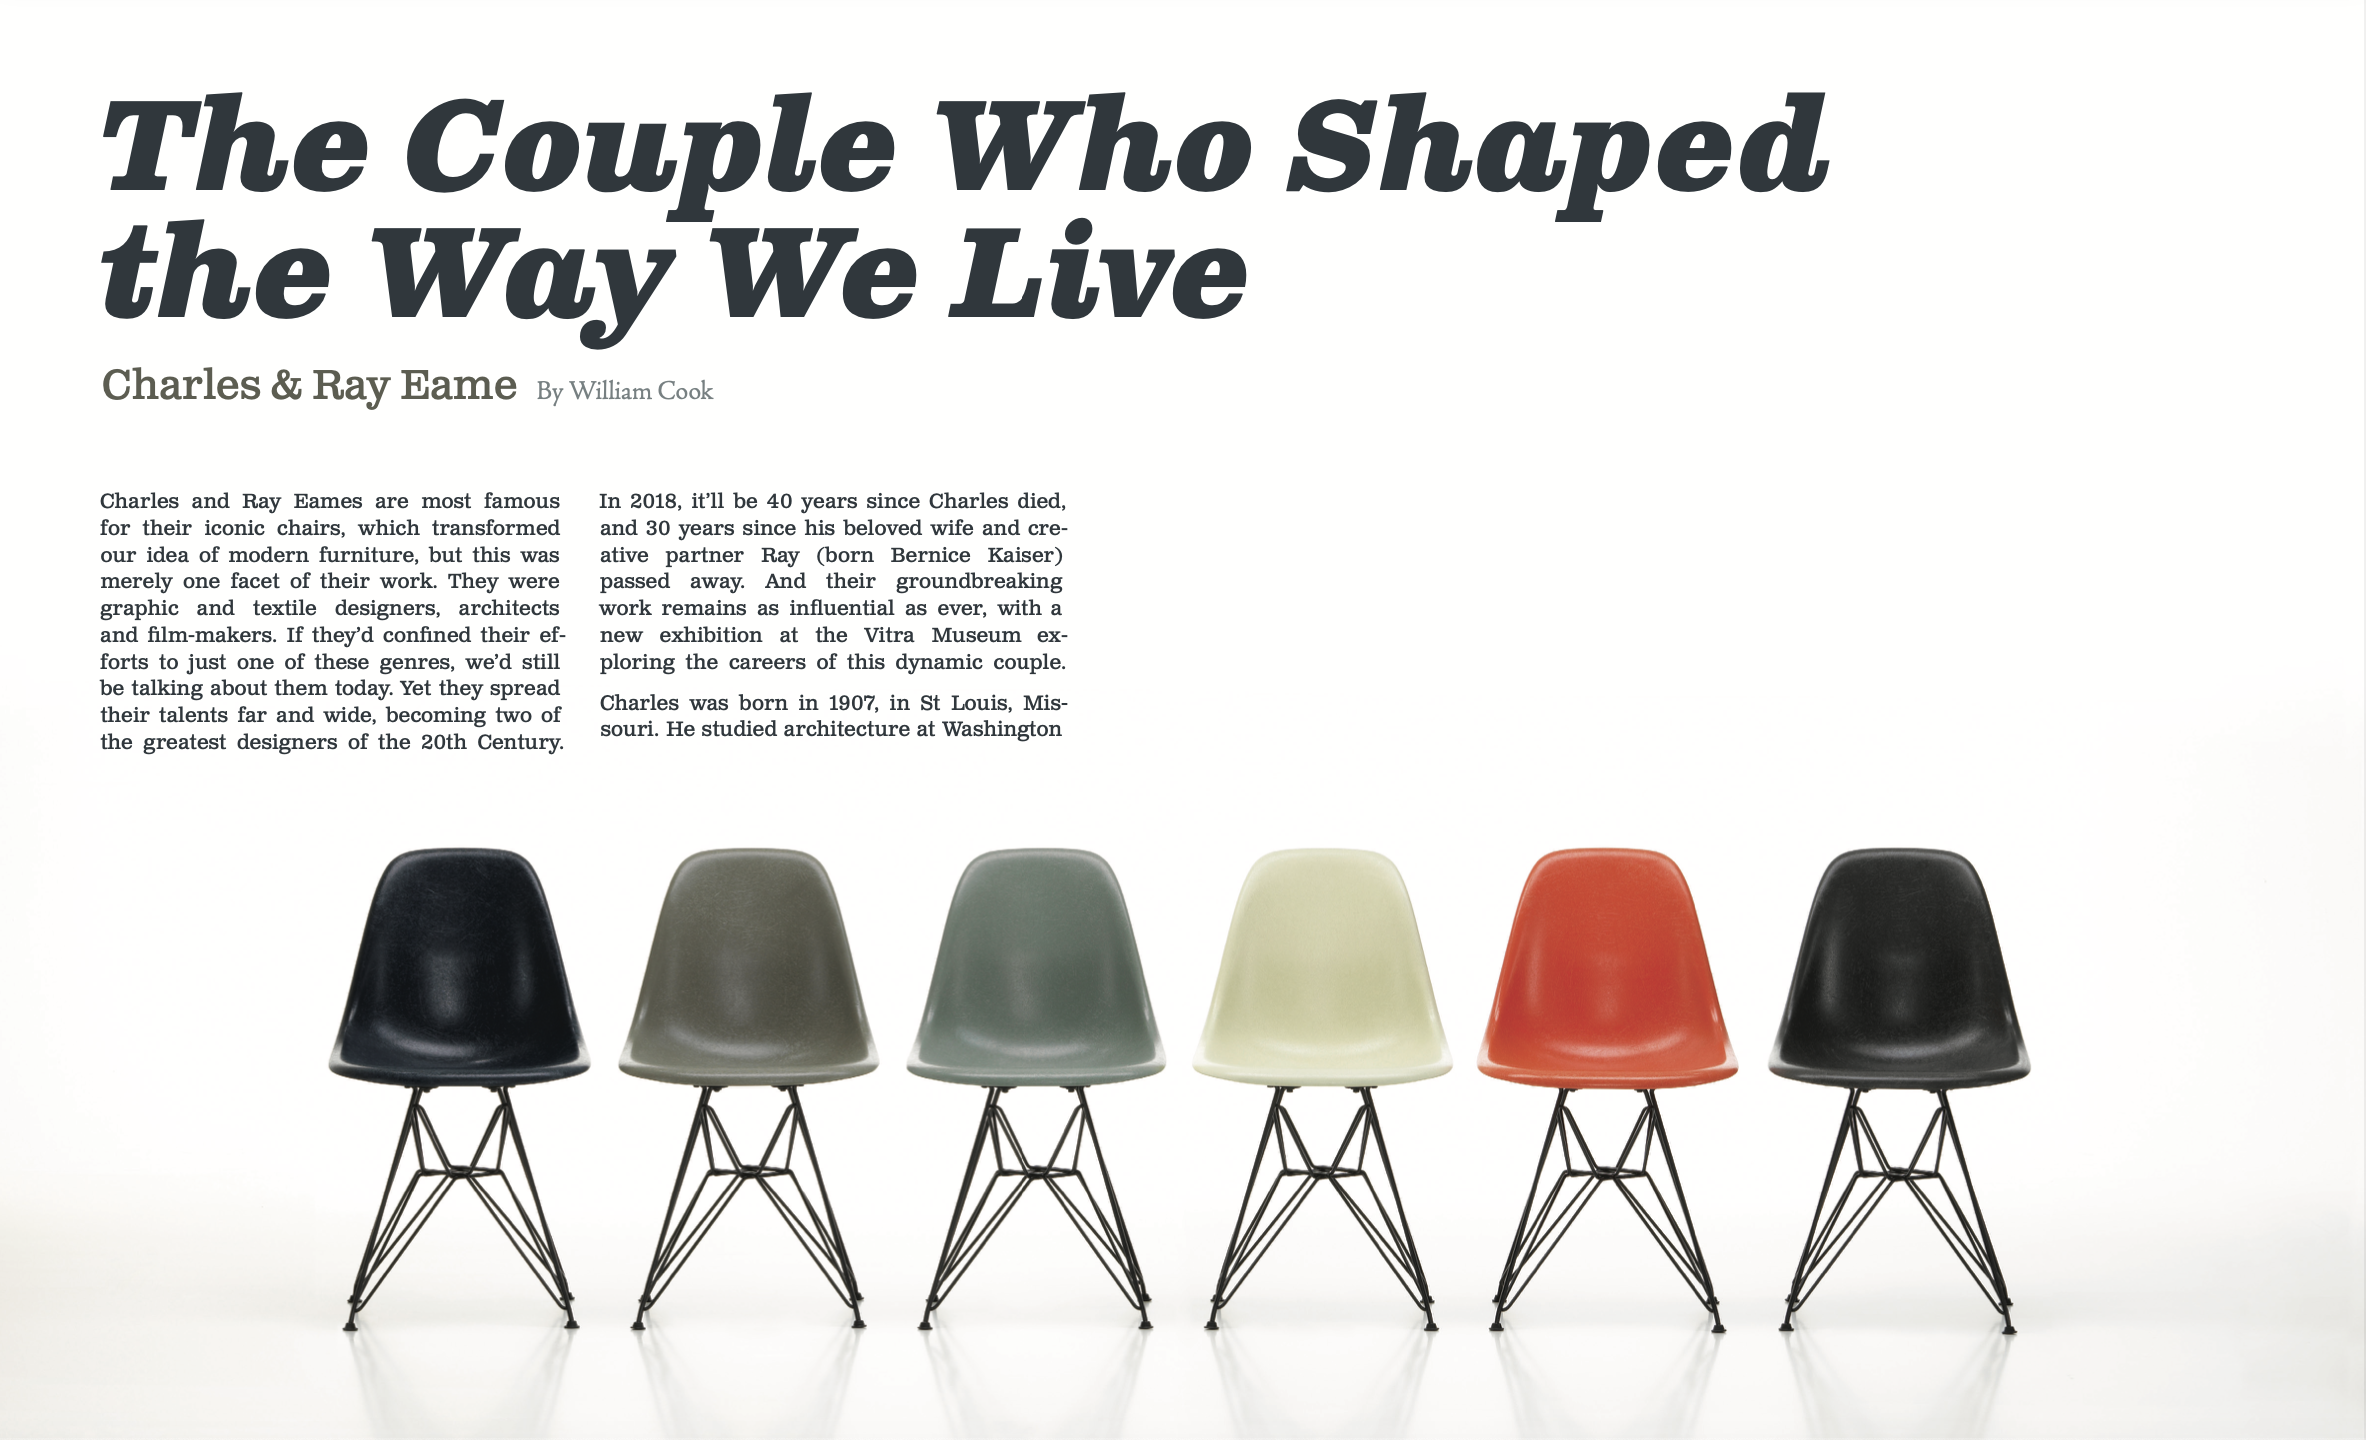 The Couple Who Shaped
the Way We Live
Charles & Ray Eame By William Cook
Charles and Ray Eames are most famous
for their iconic chairs, which transformed
our idea of modern furniture, but this was
merely one facet of their work. They were
graphic and textile designers, architects
and film-makers. If they’d confined their ef-
forts to just one of these genres, we’d still
be talking about them today. Yet they spread
their talents far and wide, becoming two of
the greatest designers of the 20th Century.
In 2018, it’ll be 40 years since Charles died,
and 30 years since his beloved wife and cre-
ative partner Ray (born Bernice Kaiser)
passed away. And their groundbreaking
work remains as influential as ever, with a
new exhibition at the Vitra Museum ex-
ploring the careers of this dynamic couple.
Charles was born in 1907, in St Louis, Mis-
souri. He studied architecture at Washington